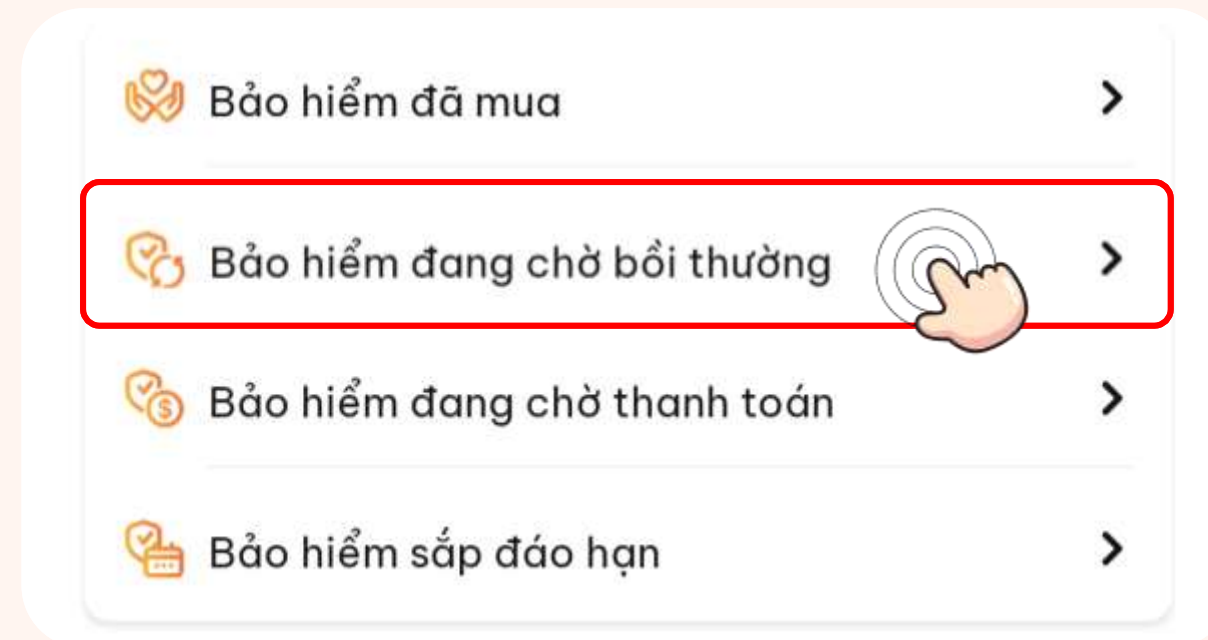 Bảo hiểm đã mua
Bảo hiểm đang chờ bồi thường
Bảo hiểm đang chờ thanh toán
Bảo hiểm sắp đáo hạn